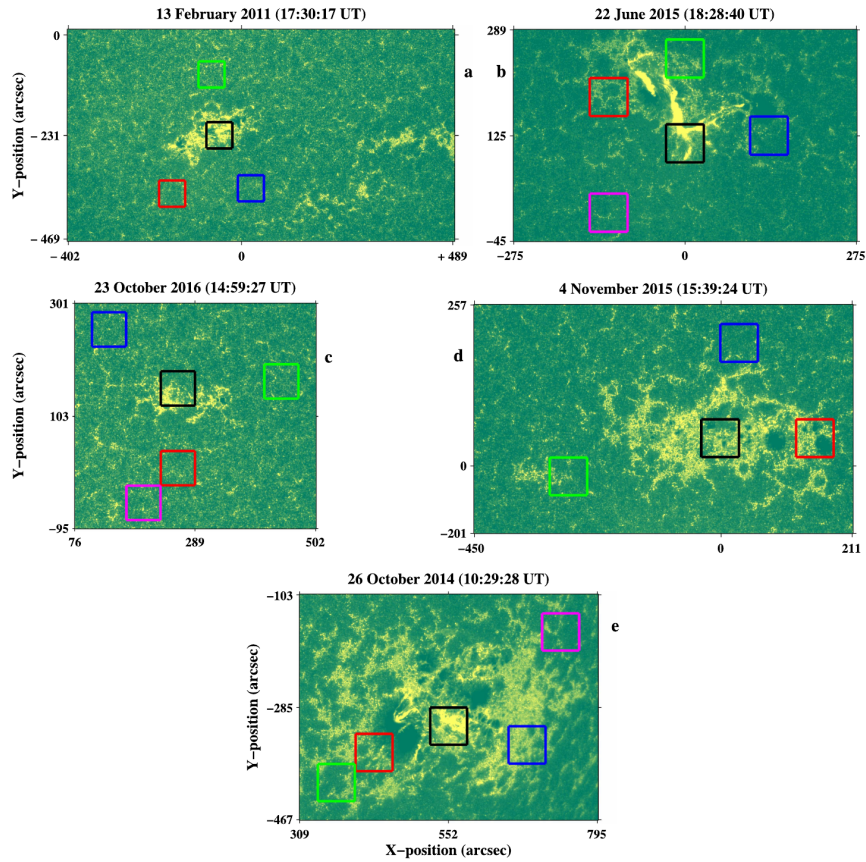 13 February 2011 (17:30:17 UT)
22 June 2015 (18:28:40 UT)
0
−231
−469
Y−position (arcsec)
−402
0
+489
a
b
289
125
−45
−275
0
275
23 October 2016 (14:59:27 UT)
4 November 2015 (15:39:24 UT)
301
103
−95
Y−position (arcsec)
76
289
502
c
d
257
0
−201
−450
0
211
26 October 2014 (10:29:28 UT)
−103
−285
−467
Y−position (arcsec)
e
309
552
795
X−position (arcsec)